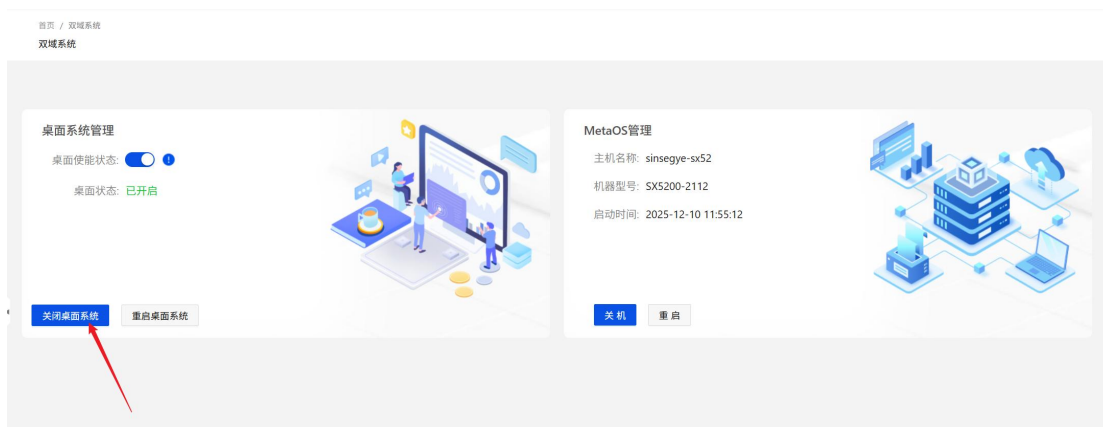 首页 / 双域系统
双域系统
桌面系统管理
桌面使能状态:
桌面状态: 已开启
关闭桌面系统 重启桌面系统
MetaOS管理
主机名称: sinsegye-sx52
机器型号: SX5200-2112
启动时间: 2025-12-10 11:55:12
关机 重启